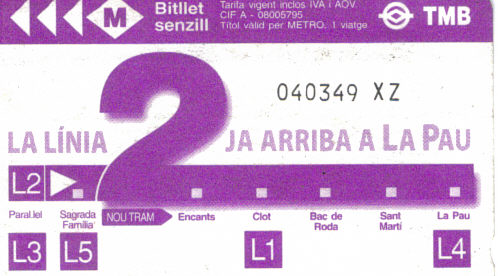 M Bitllet senzill
Tarifa vigent inclos IVA i AOV.
CIF A - 08005795
Títol vàlid per METRO. 1 viatge
TMB
040349 XZ
LA LÍNIA 2 JA ARRIBA A LA PAU
L2
Paral.lel
Sagrada Família
NOU TRAM
Encants
Clot
Bac de Roda
Sant Martí
La Pau
L3
L5
L1
L4